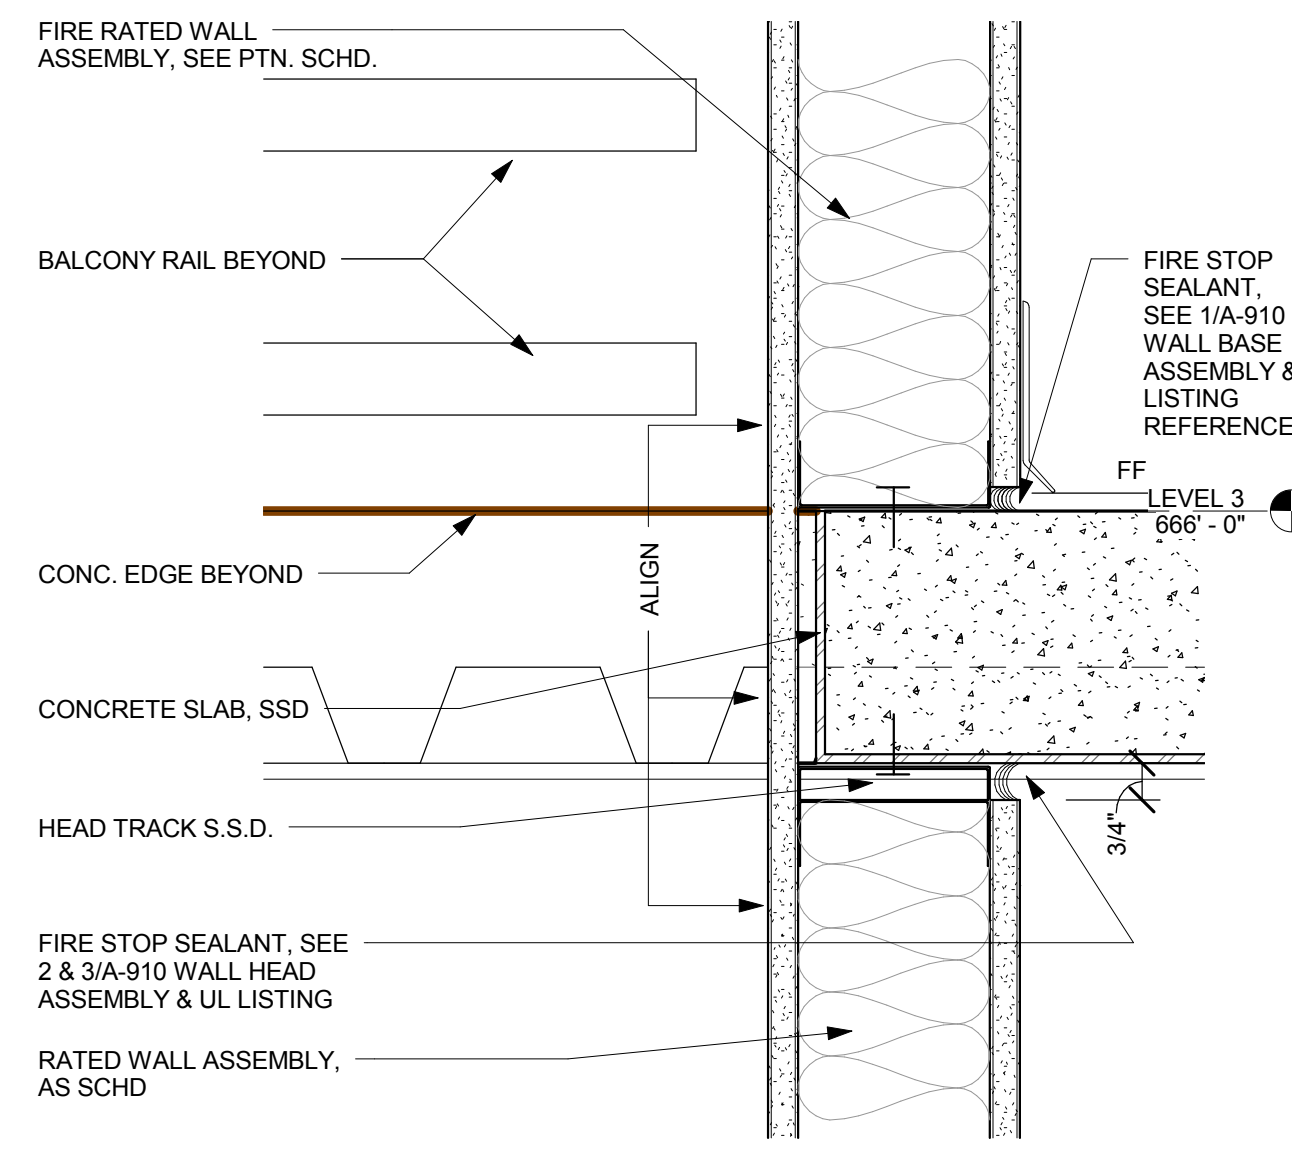 FIRE RATED WALL
ASSEMBLY, SEE PTN. SCHD.
BALCONY RAIL BEYOND
FIRE STOP
SEALANT,
SEE 1/A-910
WALL BASE
ASSEMBLY &
LISTING
REFERENCE
FF
LEVEL 3
666' - 0"
CONC. EDGE BEYOND
ALIGN
CONCRETE SLAB, SSD
HEAD TRACK S.S.D.
3/4"
FIRE STOP SEALANT, SEE
2 & 3/A-910 WALL HEAD
ASSEMBLY & UL LISTING
RATED WALL ASSEMBLY,
AS SCHD